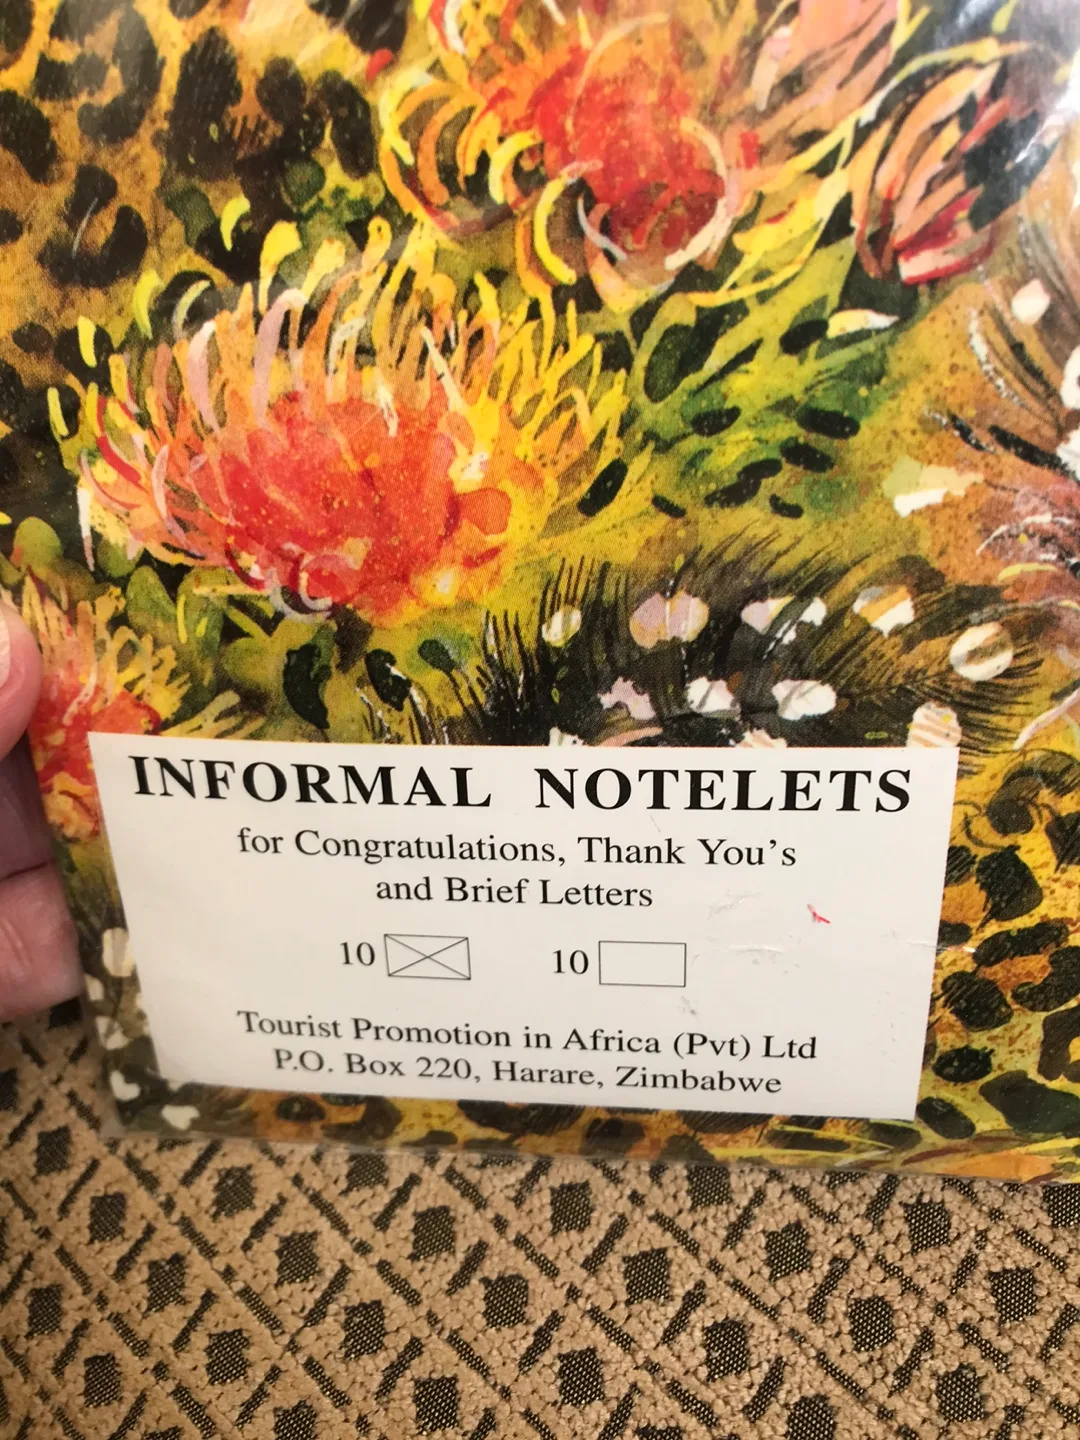 INFORMAL NOTELETS
for Congratulations, Thank You's
and Brief Letters
10 10
Tourist Promotion in Africa (Pvt) Ltd
P.O. Box 220, Harare, Zimbabwe